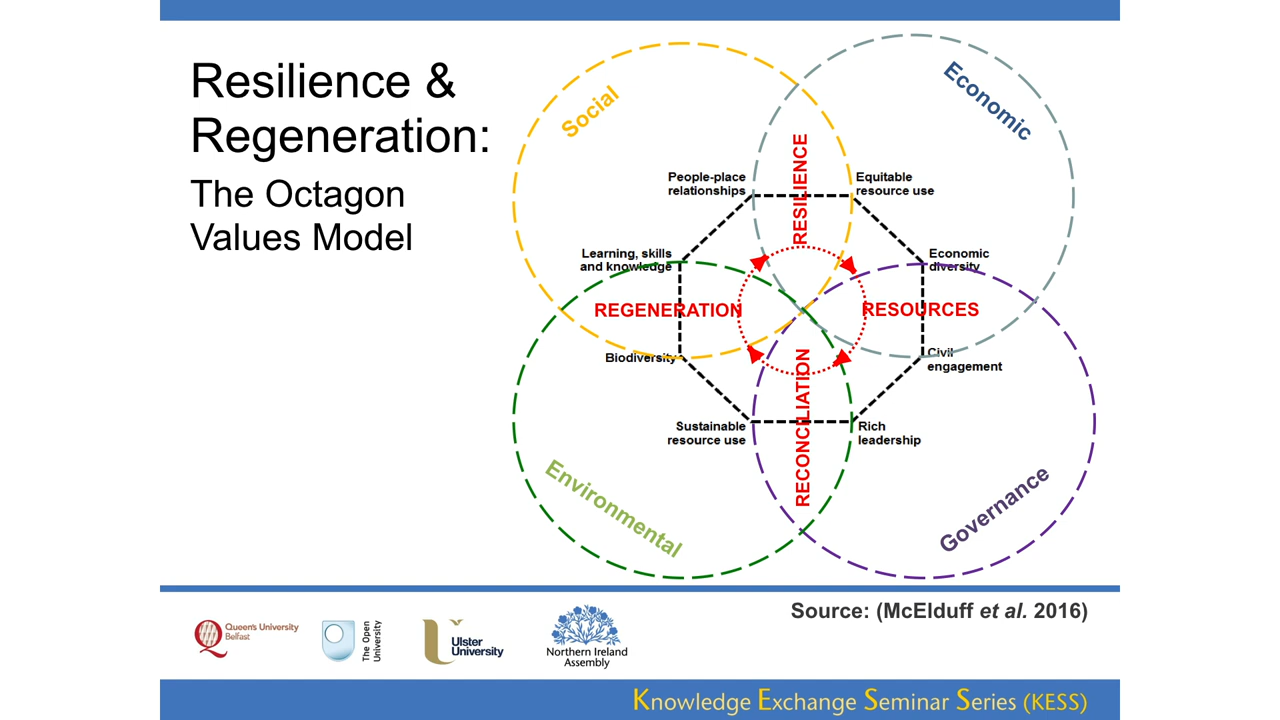 Resilience &
Regeneration:
The Octagon
Values Model
Social
Economic
RESILIENCE
People-place
relationships
Equitable
resource use
Learning, skills
and knowledge
Economic
diversity
REGENERATION
RESOURCES
Biodiversity
Civil
engagement
RECONCILIATION
Sustainable
resource use
Rich
leadership
Environmental
Governance
Source: (McElduff et al. 2016)
Queen's University
Belfast
The Open
University
Ulster
University
Northern Ireland
Assembly
Knowledge Exchange Seminar Series (KESS)